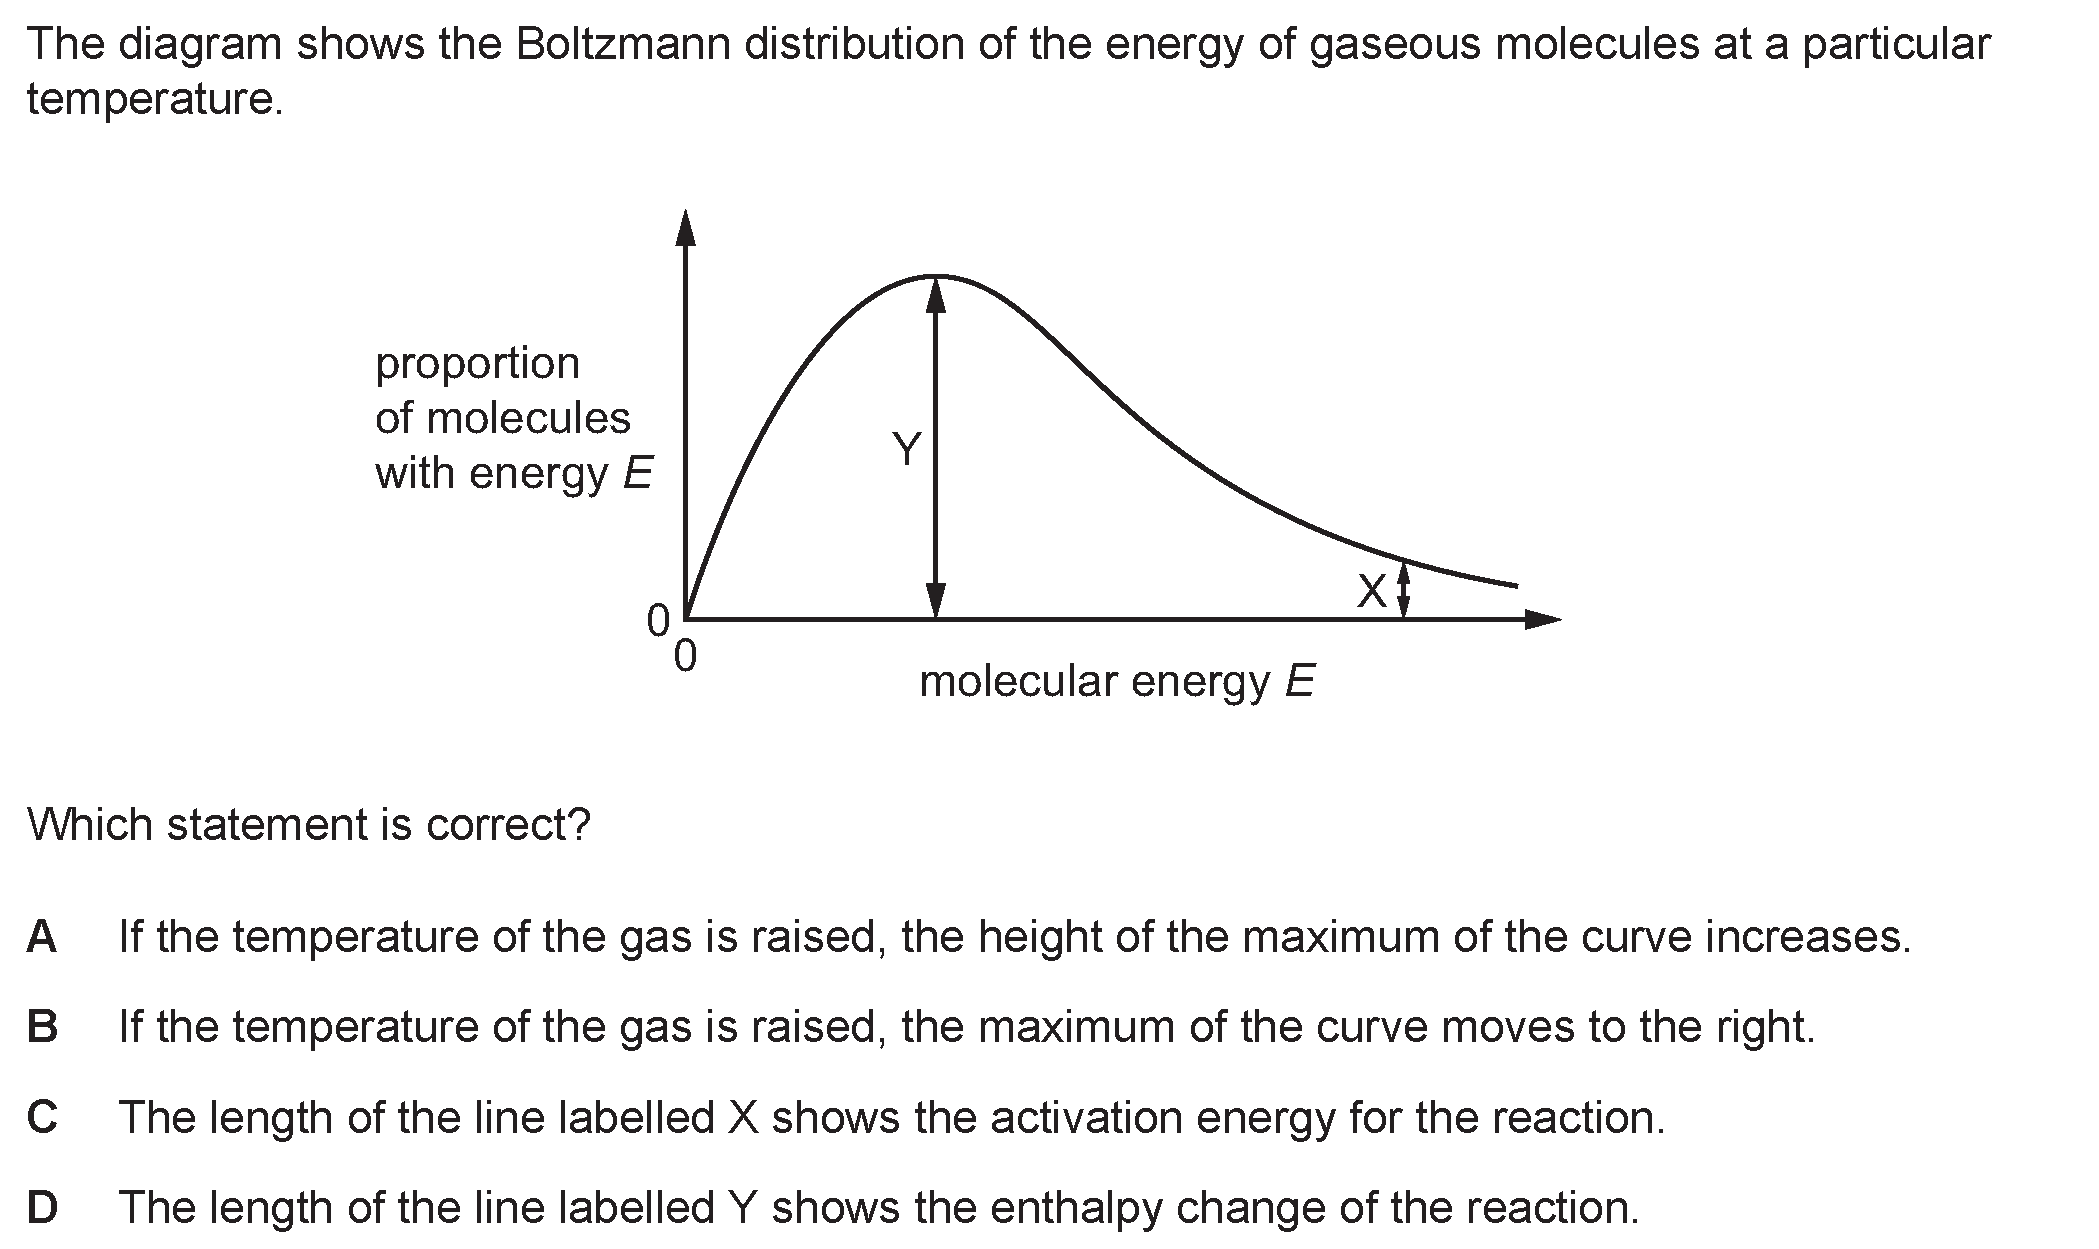 The diagram shows the Boltzmann distribution of the energy of gaseous molecules at a particular
temperature.
proportion
of molecules
with energy E
Y
X
0
0
molecular energy E
Which statement is correct?
A If the temperature of the gas is raised, the height of the maximum of the curve increases.
B If the temperature of the gas is raised, the maximum of the curve moves to the right.
C The length of the line labelled X shows the activation energy for the reaction.
D The length of the line labelled Y shows the enthalpy change of the reaction.